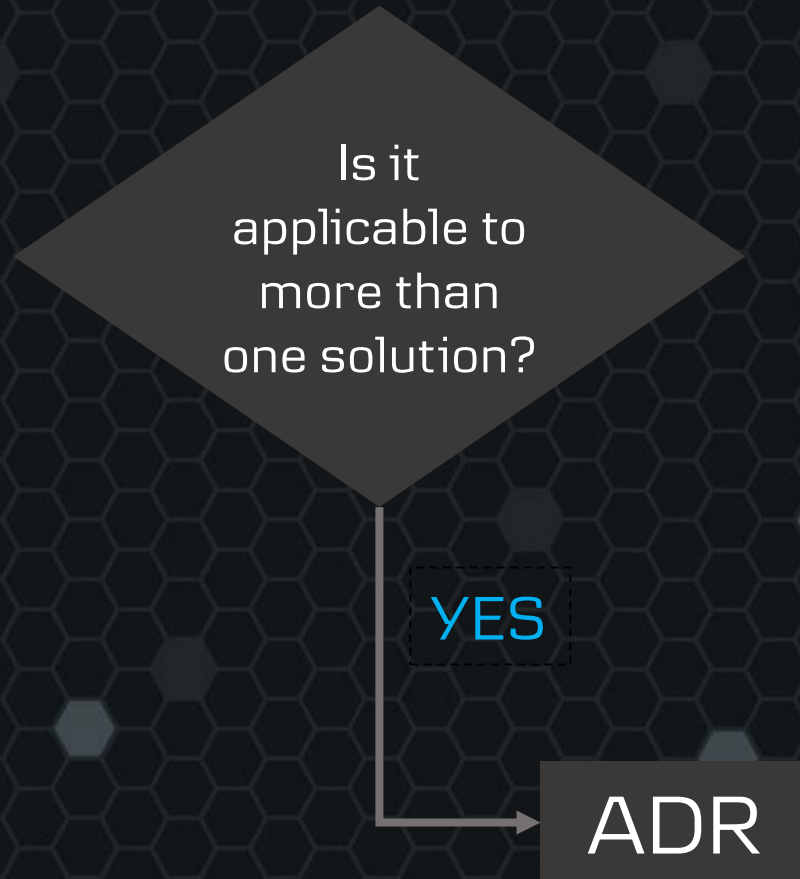 Is it
applicable to
more than
one solution?
YES
ADR